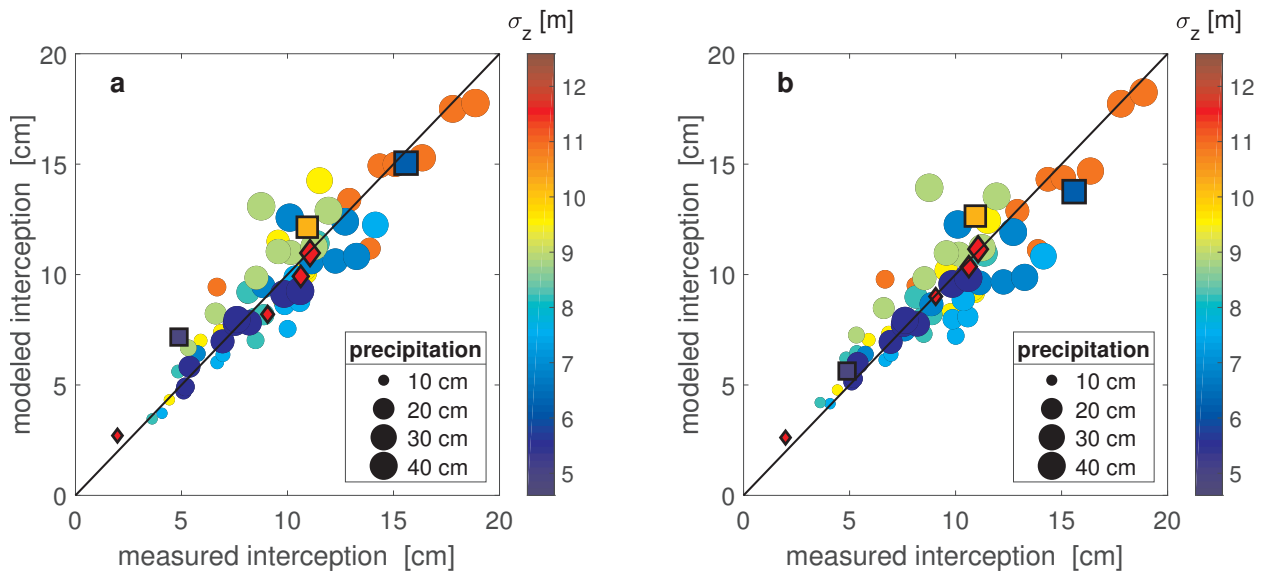 σz [m]
a
20
15
10
5
0
modeled interception [cm]
12
11
10
9
8
7
6
5
precipitation
10 cm
20 cm
30 cm
40 cm
0 5 10 15 20
measured interception [cm]
σz [m]
b
20
15
10
5
0
modeled interception [cm]
12
11
10
9
8
7
6
5
precipitation
10 cm
20 cm
30 cm
40 cm
0 5 10 15 20
measured interception [cm]